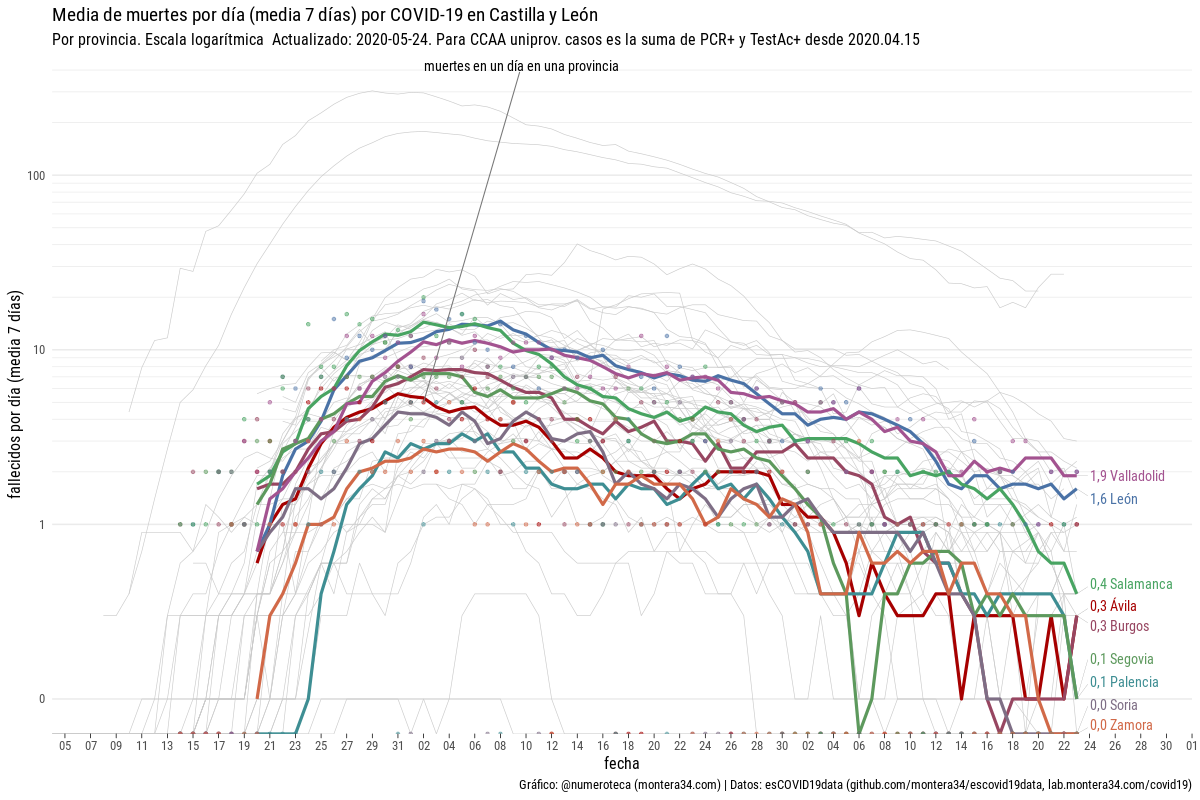 Media de muertes por día (media 7 días) por COVID-19 en Castilla y León
Por provincia. Escala logarítmica  Actualizado: 2020-05-24. Para CCAA uniprov. casos es la suma de PCR+ y TestAc+ desde 2020.04.15
muertes en un día en una provincia
fallecidos por día (media  7 días)
100
10
1
0
1,9 Valladolid
1,6 León
0,4 Salamanca
0,3 Ávila
0,3 Burgos
0,1 Segovia
0,1 Palencia
0,0 Soria
0,0 Zamora
05 07 09 11 13 15 17 19 21 23 25 27 29 31 02 04 06 08 10 12 14 16 18 20 22 24 26 28 30 02 04 06 08 10 12 14 16 18 20 22 24 26 28 30 01
fecha
Gráfico: @numeroteca (montera34.com) | Datos: esCOVID19data (github.com/montera34/escovid19data, lab.montera34.com/covid19)